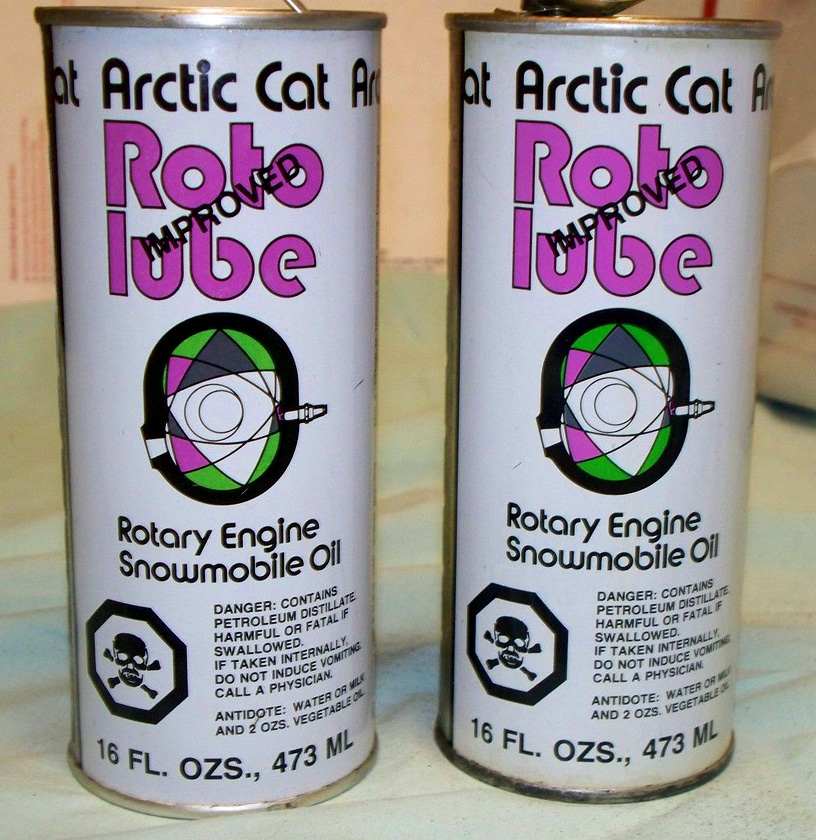 at Arctic Cat Arc
Roto
IMPROVED
lube
Rotary Engine
Snowmobile Oil
DANGER: CONTAINS
PETROLEUM DISTILLATE.
HARMFUL OR FATAL IF
SWALLOWED.
IF TAKEN INTERNALLY,
DO NOT INDUCE VOMITING.
CALL A PHYSICIAN.
ANTIDOTE: WATER OR MILK
AND 2 OZS. VEGETABLE OIL.
16 FL. OZS., 473 ML
at Arctic Cat Ar
Roto
IMPROVED
lube
Rotary Engine
Snowmobile Oil
DANGER: CONTAINS
PETROLEUM DISTILLATE.
HARMFUL OR FATAL IF
SWALLOWED.
IF TAKEN INTERNALLY,
DO NOT INDUCE VOMITING.
CALL A PHYSICIAN.
ANTIDOTE: WATER OR MILK
AND 2 OZS. VEGETABLE OIL.
16 FL. OZS., 473 ML